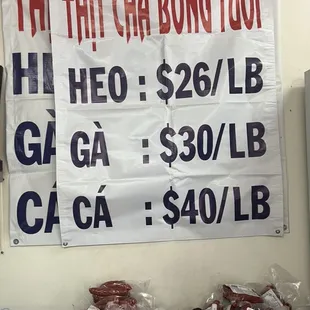 THỊT CHÀ BÔNG TƯƠI
HEO : $26/LB
GÀ : $30/LB
CÁ : $40/LB